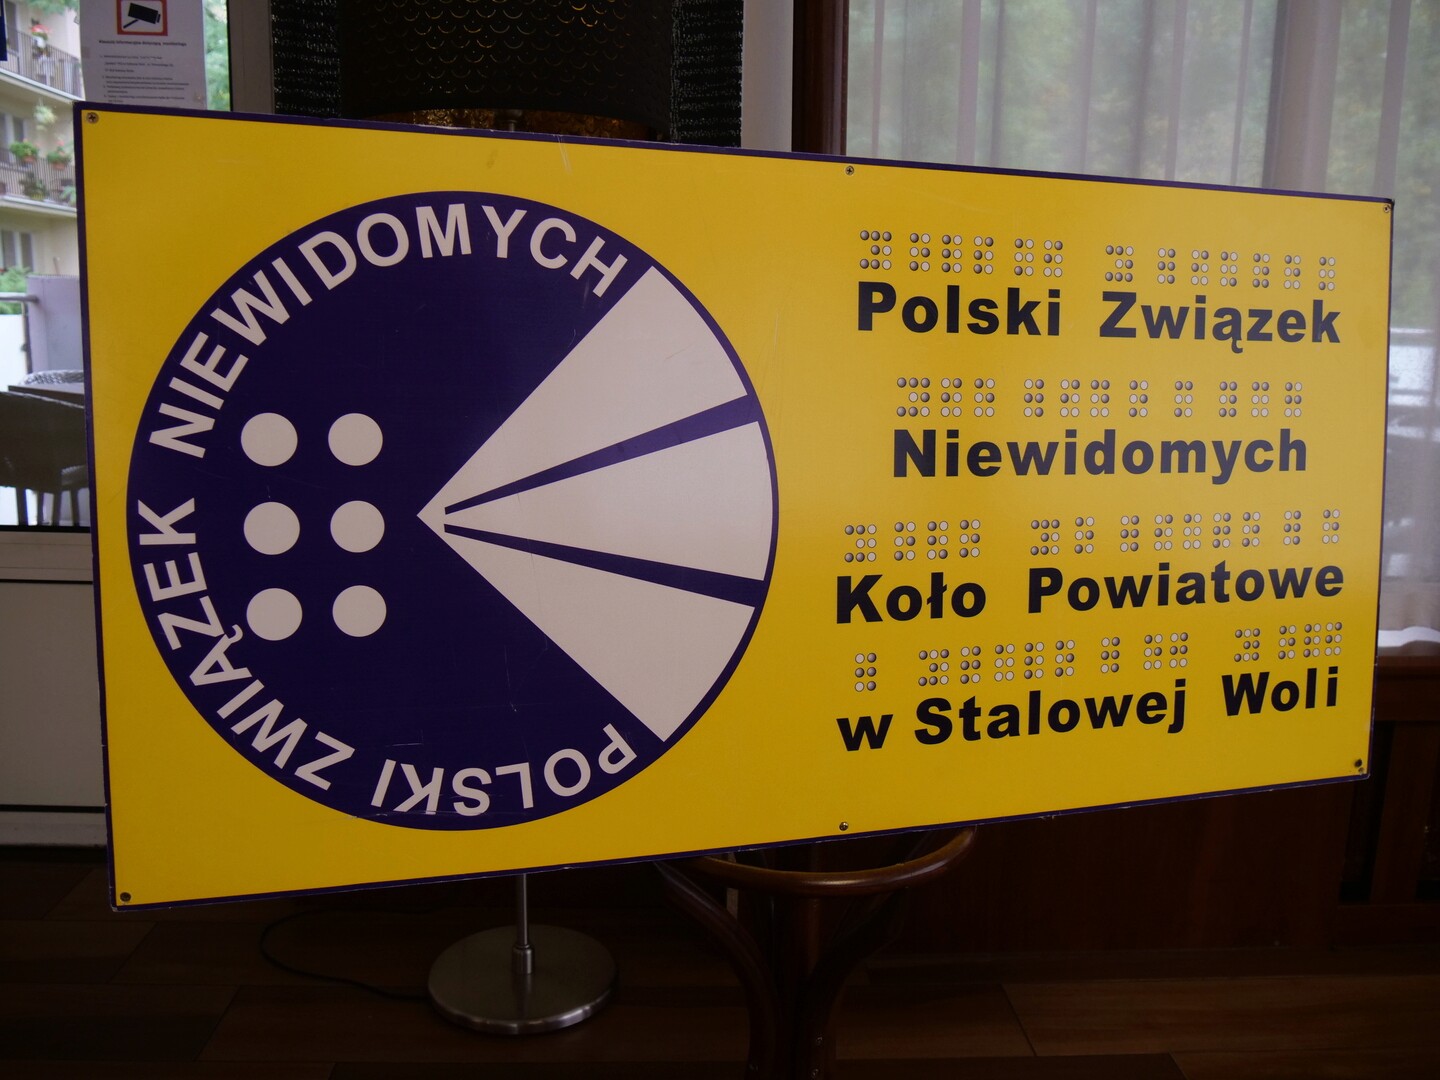 POLSKI ZWIĄZEK NIEWIDOMYCH
Polski Związek
Niewidomych
Koło Powiatowe
w Stalowej Woli